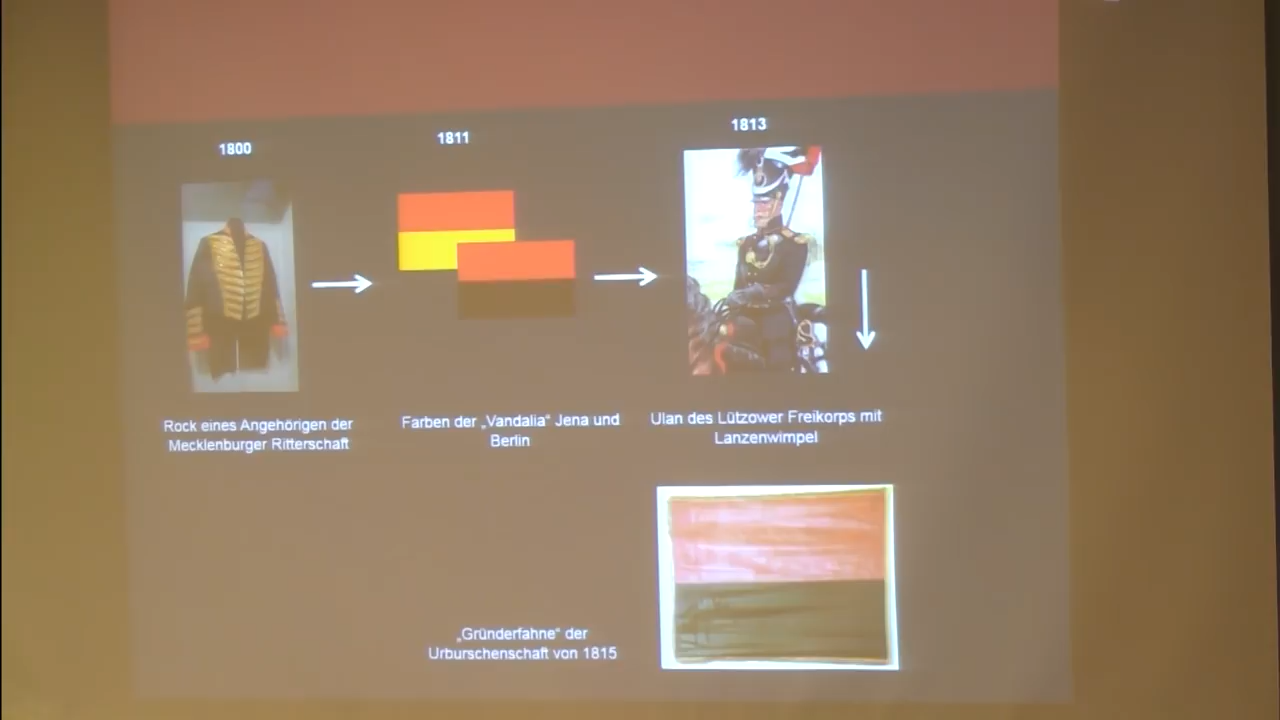 1800
1811
1813
Rock eines Angehörigen der
Mecklenburger Ritterschaft
Farben der „Vandalia“ Jena und
Berlin
Ulan des Lützower Freikorps mit
Lanzenwimpel
„Gründerfahne“ der
Urburschenschaft von 1815